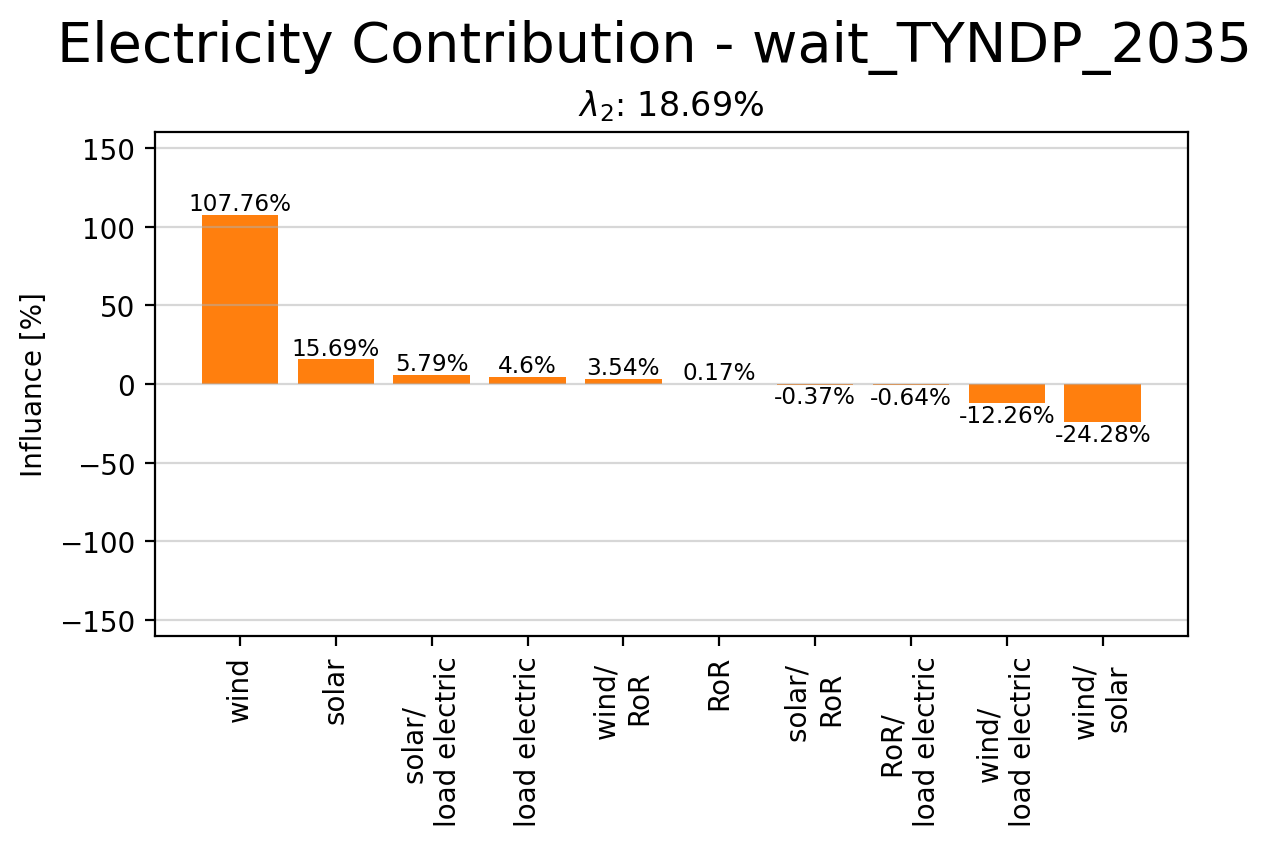 Electricity Contribution - wait_TYNDP_2035
λ₂: 18.69%
Influance [%]
150
100
50
0
−50
−100
−150
107.76%
15.69%
5.79%
4.6%
3.54%
0.17%
-0.37%
-0.64%
-12.26%
-24.28%
wind
solar
solar/
load electric
load electric
wind/
RoR
RoR
solar/
RoR
RoR/
load electric
wind/
load electric
wind/
solar